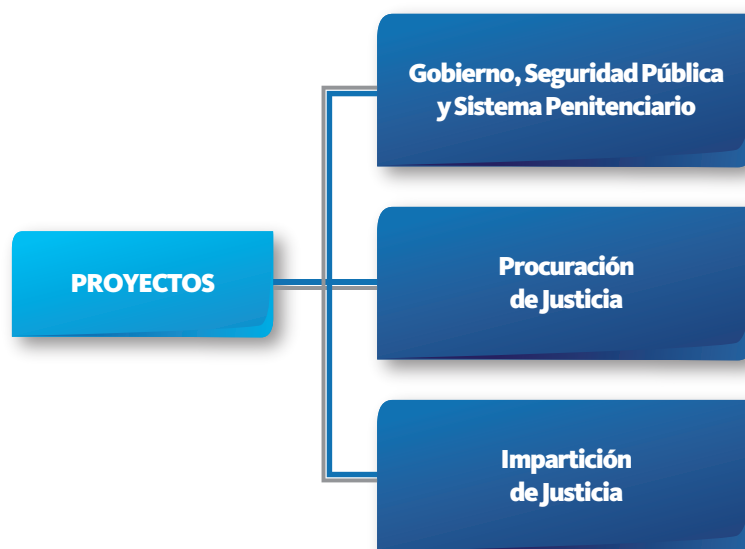 Gobierno, Seguridad Pública
y Sistema Penitenciario
PROYECTOS
Procuración
de Justicia
Impartición
de Justicia